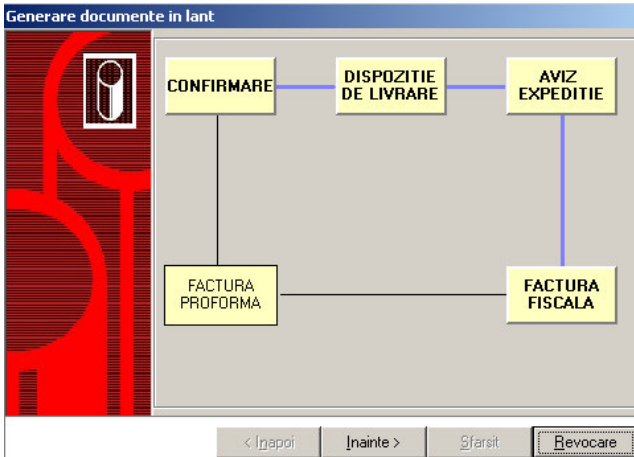 Generare documente in lant
CONFIRMARE
DISPOZITIE
DE LIVRARE
AVIZ
EXPEDITIE
FACTURA
PROFORMA
FACTURA
FISCALA
< Inapoi
Inainte >
Sfarsit
Revocare